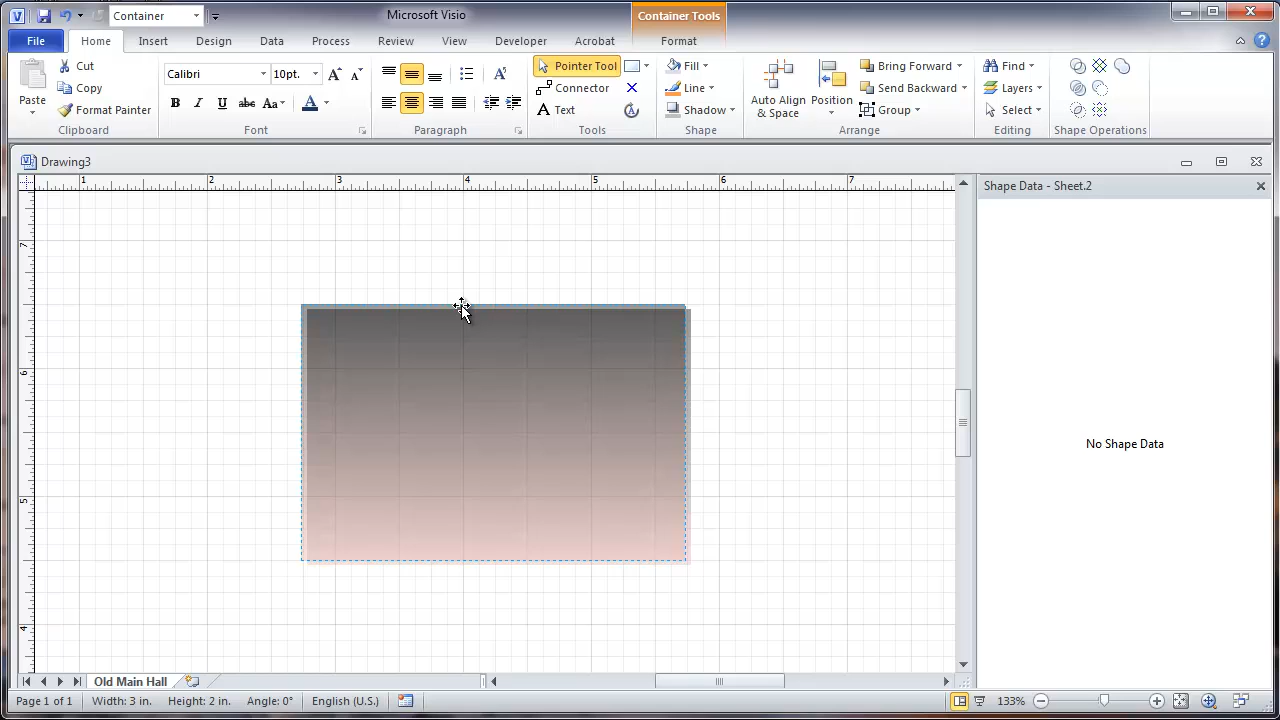 Container
Microsoft Visio
Container Tools
File
Home
Insert
Design
Data
Process
Review
View
Developer
Acrobat
Format
Paste
Cut
Copy
Format Painter
Clipboard
Calibri
10pt.
B I U abc Aa A
Font
Paragraph
Pointer Tool
Connector
Text
Tools
Fill
Line
Shadow
Shape
Auto Align & Space
Position
Bring Forward
Send Backward
Group
Arrange
Find
Layers
Select
Editing
Shape Operations
Drawing3
1 2 3 4 5 6 7
7
6
5
4
Shape Data - Sheet.2
No Shape Data
Old Main Hall
Page 1 of 1
Width: 3 in.
Height: 2 in.
Angle: 0°
English (U.S.)
133%